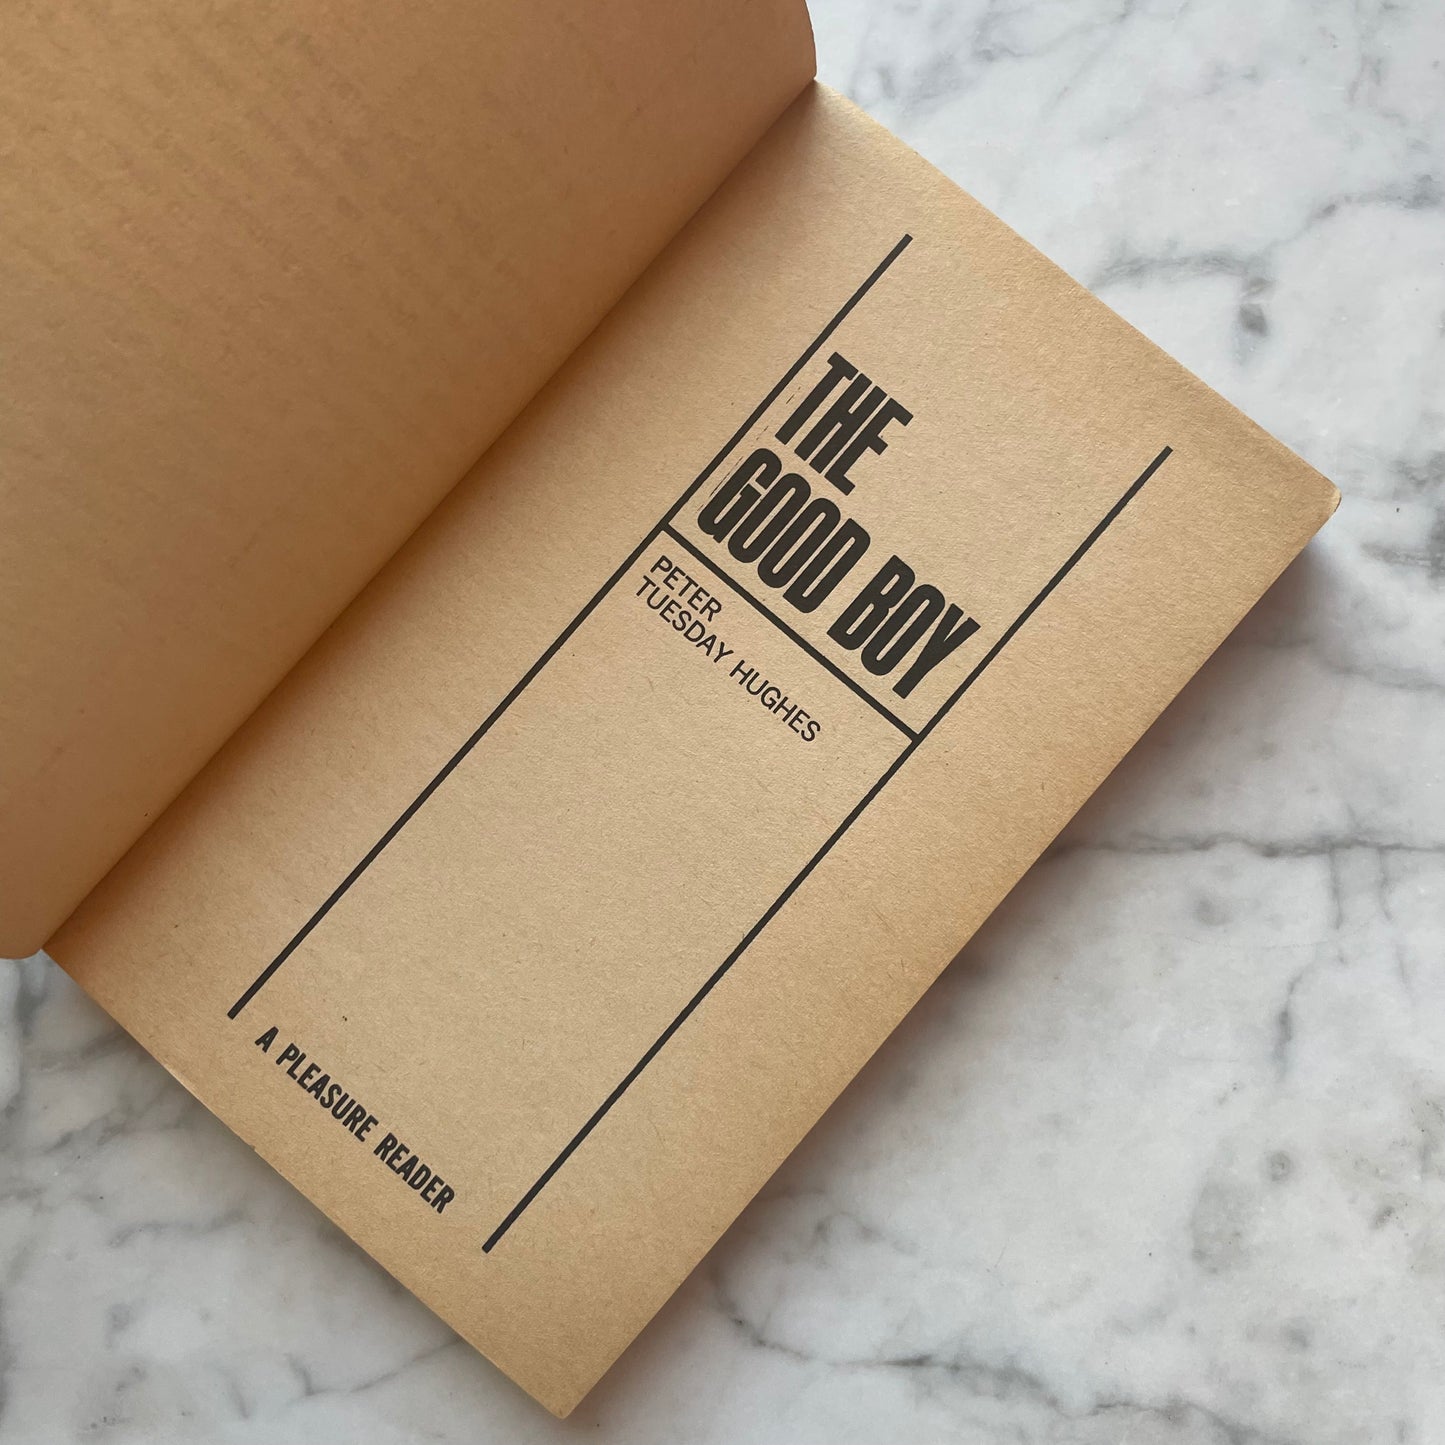 THE
GOOD BOY
PETER
TUESDAY HUGHES
A PLEASURE READER